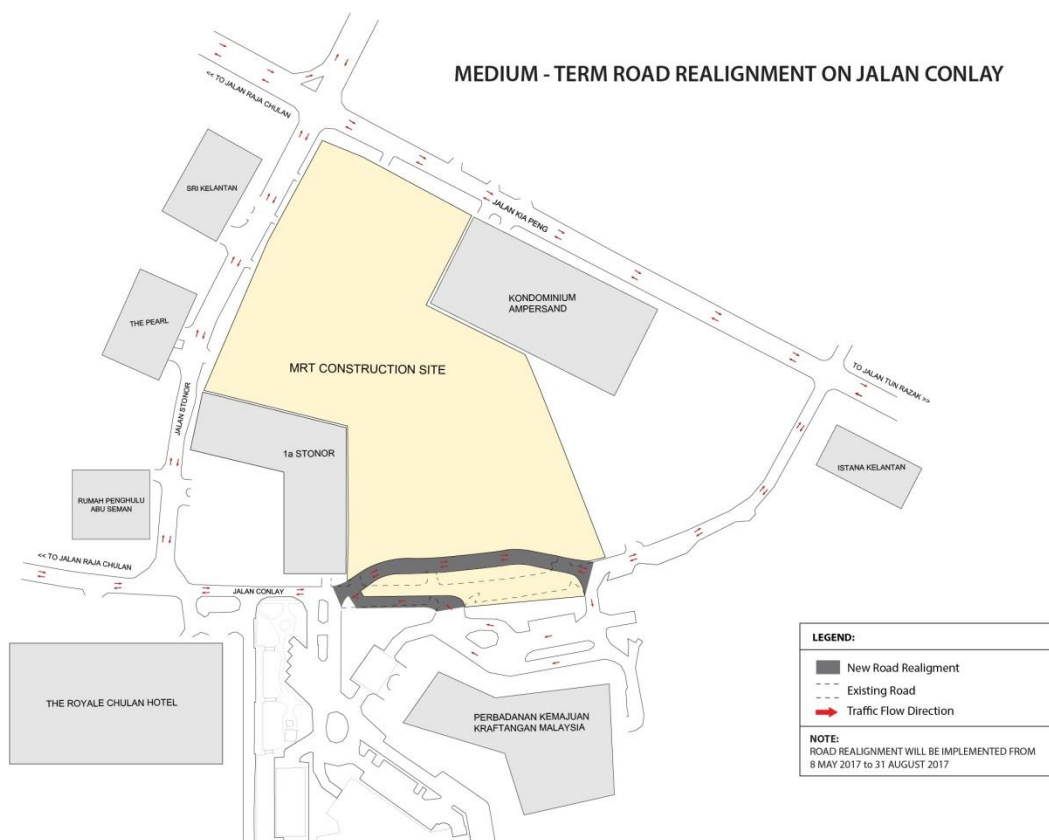 MEDIUM - TERM ROAD REALIGNMENT ON JALAN CONLAY
<< TO JALAN RAJA CHULAN
SRI KELANTAN
JALAN KIA PENG
KONDOMINIUM
AMPERSAND
THE PEARL
MRT CONSTRUCTION SITE
TO JALAN TUN RAZAK >>
JALAN STONOR
1a STONOR
ISTANA KELANTAN
RUMAH PENGHULU
ABU SEMAN
<< TO JALAN RAJA CHULAN
JALAN CONLAY
THE ROYALE CHULAN HOTEL
PERBADANAN KEMAJUAN
KRAFTANGAN MALAYSIA
LEGEND:
New Road Realigment
Existing Road
Traffic Flow Direction
NOTE:
ROAD REALIGNMENT WILL BE IMPLEMENTED FROM
8 MAY 2017 to 31 AUGUST 2017